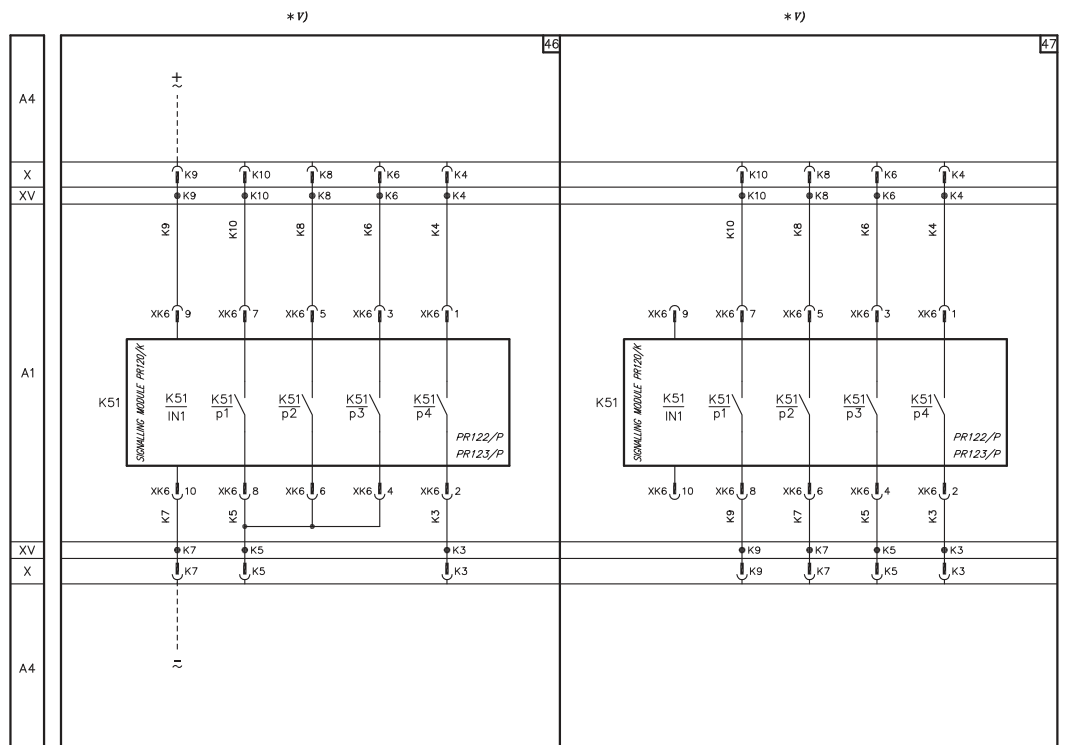 * V) * V)
46 47
+
~
A4
X K9 K10 K8 K6 K4 K10 K8 K6 K4
XV K9 K10 K8 K6 K4 K10 K8 K6 K4
K9 K10 K8 K6 K4 K10 K8 K6 K4
XK6 9 XK6 7 XK6 5 XK6 3 XK6 1 XK6 9 XK6 7 XK6 5 XK6 3 XK6 1
A1
SIGNALLING MODULE PR120/K SIGNALLING MODULE PR120/K
K51 K51 K51 K51 K51 K51 K51 K51 K51 K51 K51 K51
IN1 p1 p2 p3 p4 IN1 p1 p2 p3 p4
PR122/P PR122/P
PR123/P PR123/P
XK6 10 XK6 8 XK6 6 XK6 4 XK6 2 XK6 10 XK6 8 XK6 6 XK6 4 XK6 2
K7 K5 K3 K9 K7 K5 K3
XV K7 K5 K3 K9 K7 K5 K3
X K7 K5 K3 K9 K7 K5 K3
A4
-
~